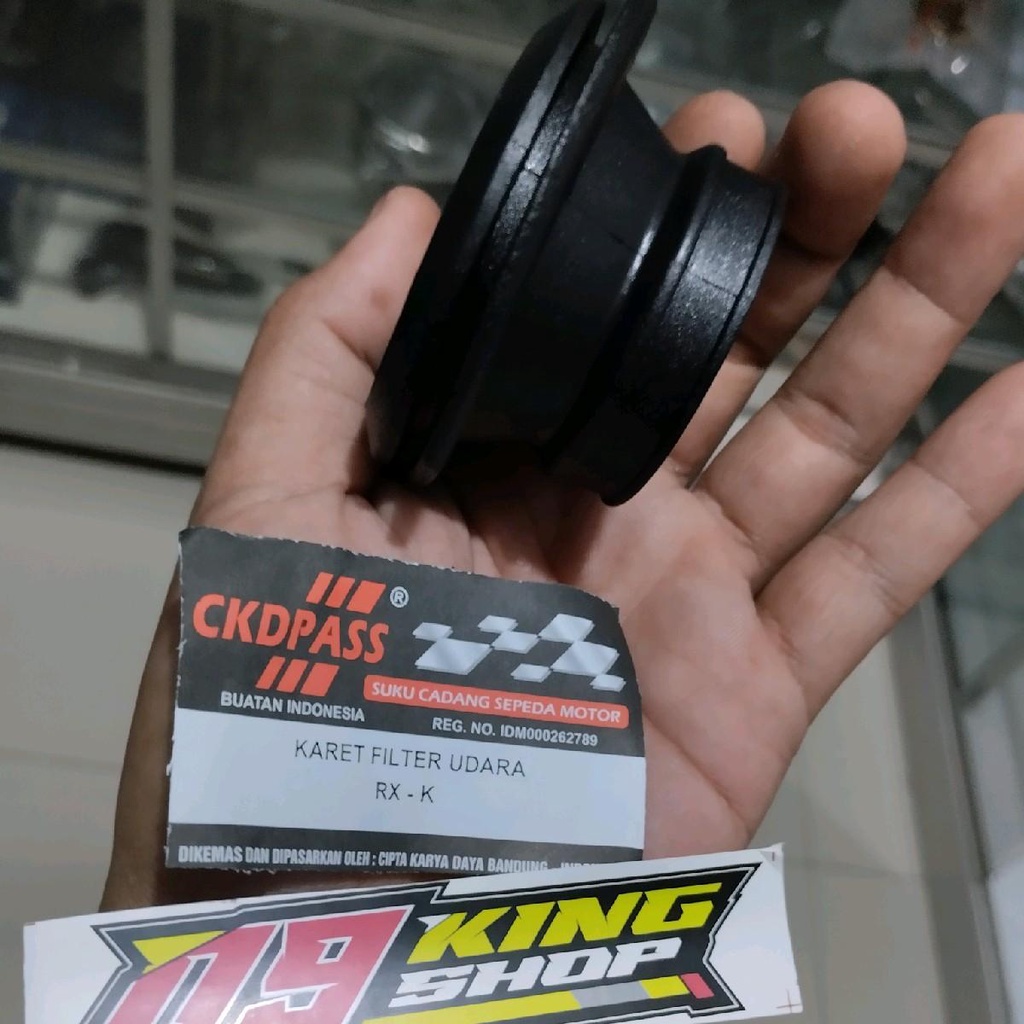 CKDPASS®
BUATAN INDONESIA
SUKU CADANG SEPEDA MOTOR
REG. NO. IDM000262789
KARET FILTER UDARA
RX - K
DIKEMAS DAN DIPASARKAN OLEH : CIPTA KARYA DAYA BANDUNG -
KING
SHOP